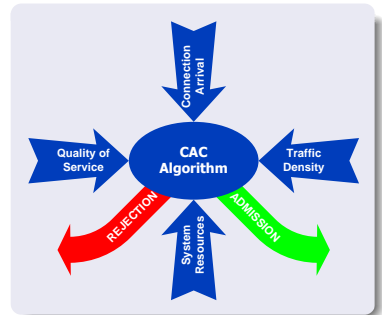 Connection
Arrival
Quality of
Service
CAC
Algorithm
Traffic
Density
REJECTION
ADMISSION
System
Resources